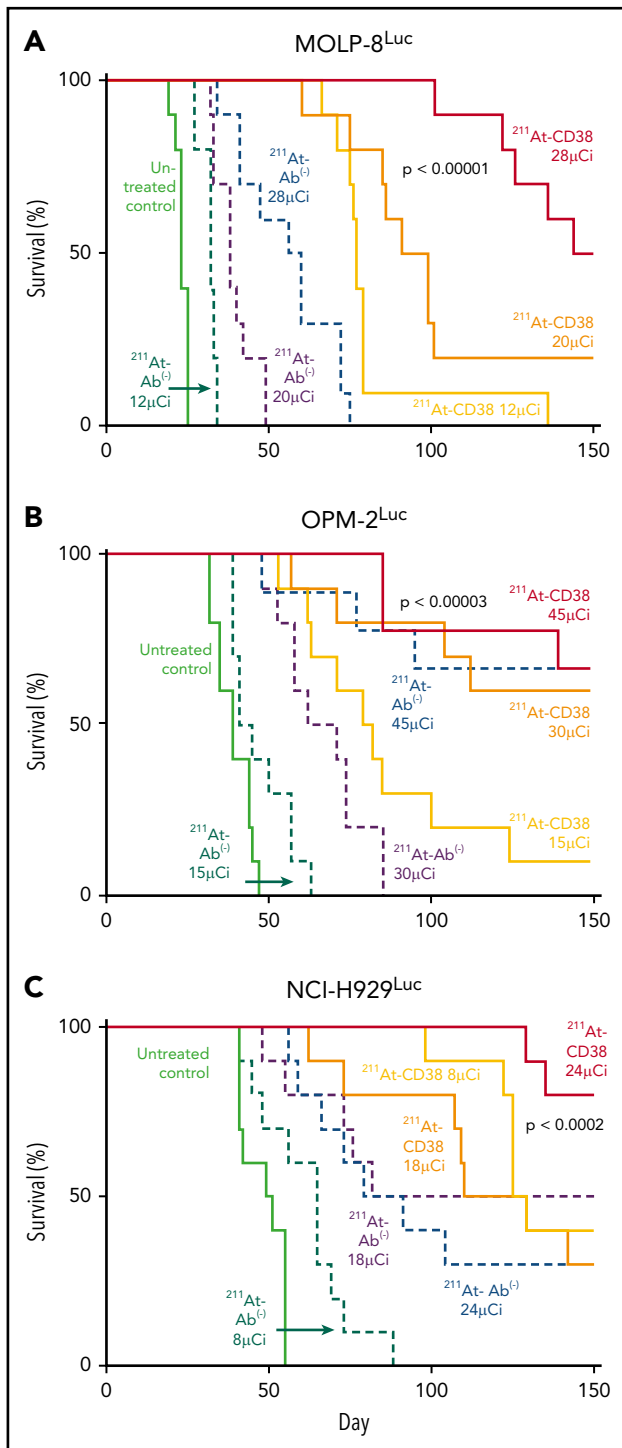 A
MOLP-8Luc
100
50
0
Survival (%)
Un-
treated
control
211At-
Ab(-)
28µCi
p < 0.00001
211At-CD38
28µCi
211At-CD38
20µCi
211At-
Ab(-)
12µCi
211At-
Ab(-)
20µCi
211At-CD38 12µCi
0
50
100
150
B
OPM-2Luc
100
50
0
Survival (%)
Untreated
control
p < 0.00003
211At-CD38
45µCi
211At-
Ab(-)
45µCi
211At-CD38
30µCi
211At-
Ab(-)
15µCi
211At-Ab(-)
30µCi
211At-CD38
15µCi
0
50
100
150
C
NCI-H929Luc
100
50
0
Survival (%)
Untreated
control
211At-CD38 8µCi
211At-
CD38
24µCi
211At-
CD38
18µCi
p < 0.0002
211At-
Ab(-)
18µCi
211At- Ab(-)
24µCi
211At-
Ab(-)
8µCi
0
50
100
150
Day